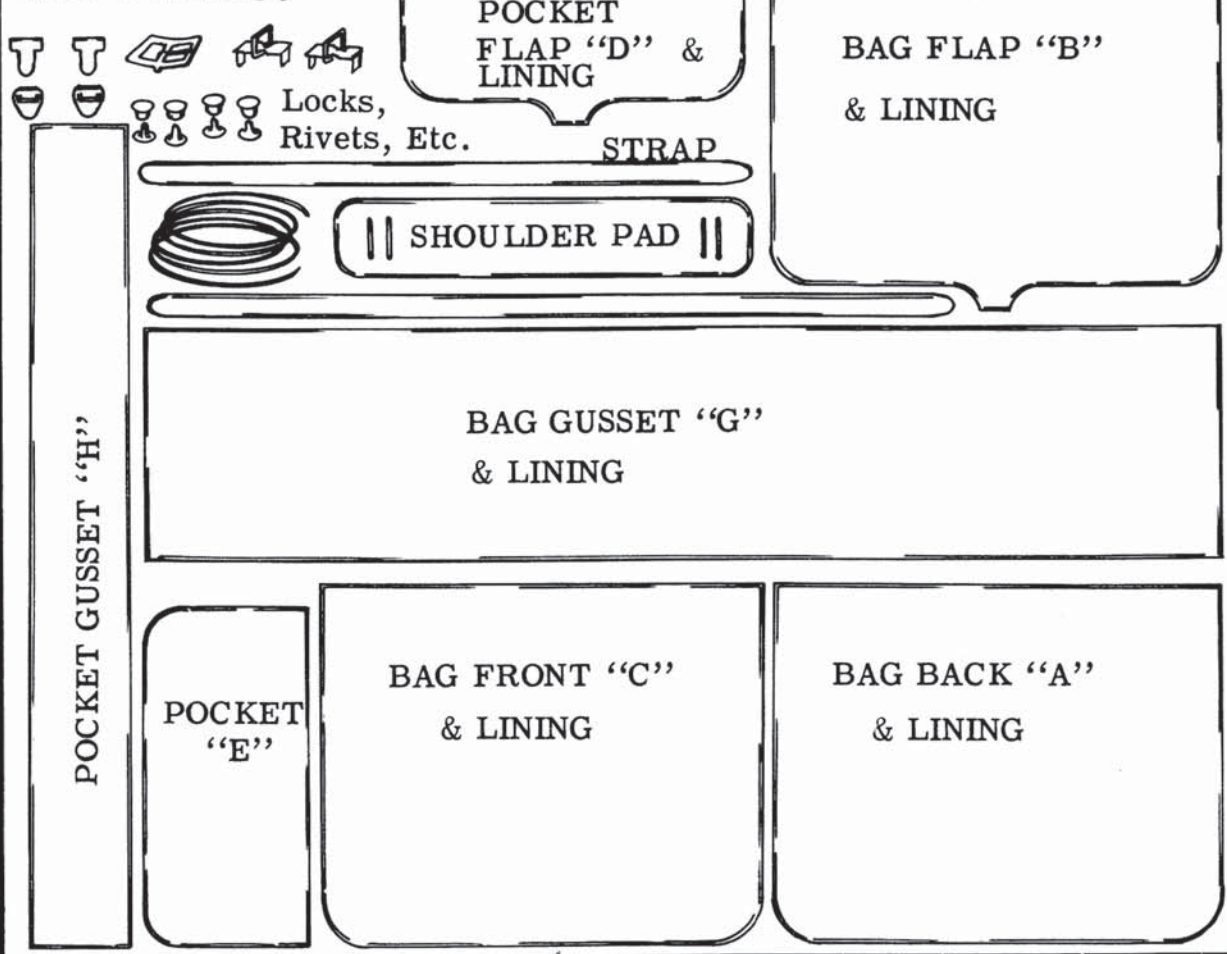 POCKET
FLAP “D” &
LINING
BAG FLAP “B”
& LINING
Locks,
Rivets, Etc.
STRAP
SHOULDER PAD
BAG GUSSET “G”
& LINING
POCKET GUSSET “H”
POCKET
“E”
BAG FRONT “C”
& LINING
BAG BACK “A”
& LINING